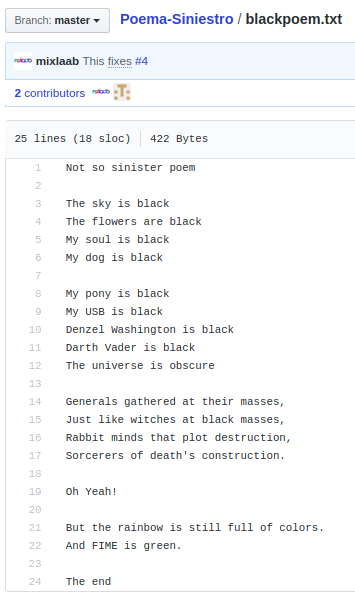 Branch: master
Poema-Siniestro / blackpoem.txt
mixlaab This fixes #4
2 contributors
25 lines (18 sloc) 422 Bytes
1 Not so sinister poem
2
3 The sky is black
4 The flowers are black
5 My soul is black
6 My dog is black
7
8 My pony is black
9 My USB is black
10 Denzel Washington is black
11 Darth Vader is black
12 The universe is obscure
13
14 Generals gathered at their masses,
15 Just like witches at black masses,
16 Rabbit minds that plot destruction,
17 Sorcerers of death's construction.
18
19 Oh Yeah!
20
21 But the rainbow is still full of colors.
22 And FIME is green.
23
24 The end